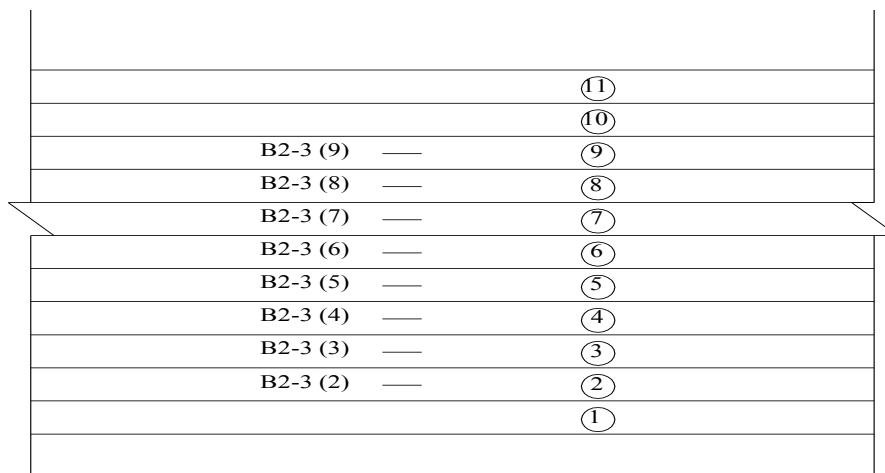 11
10
B2-3 (9) — 9
B2-3 (8) — 8
B2-3 (7) — 7
B2-3 (6) — 6
B2-3 (5) — 5
B2-3 (4) — 4
B2-3 (3) — 3
B2-3 (2) — 2
1